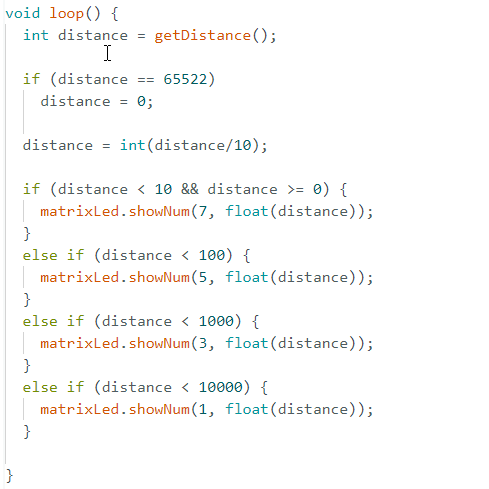 void loop() {
  int distance = getDistance();
  if (distance == 65522)
    distance = 0;
  distance = int(distance/10);
  if (distance < 10 && distance >= 0) {
    matrixLed.showNum(7, float(distance));
  }
  else if (distance < 100) {
    matrixLed.showNum(5, float(distance));
  }
  else if (distance < 1000) {
    matrixLed.showNum(3, float(distance));
  }
  else if (distance < 10000) {
    matrixLed.showNum(1, float(distance));
  }
}